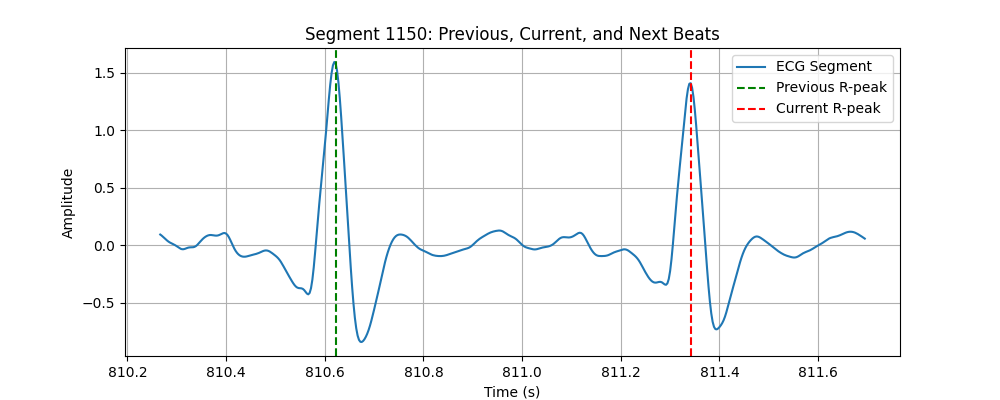 Segment 1150: Previous, Current, and Next Beats
ECG Segment
Previous R-peak
Current R-peak
Amplitude
1.5
1.0
0.5
0.0
−0.5
810.2 810.4 810.6 810.8 811.0 811.2 811.4 811.6
Time (s)